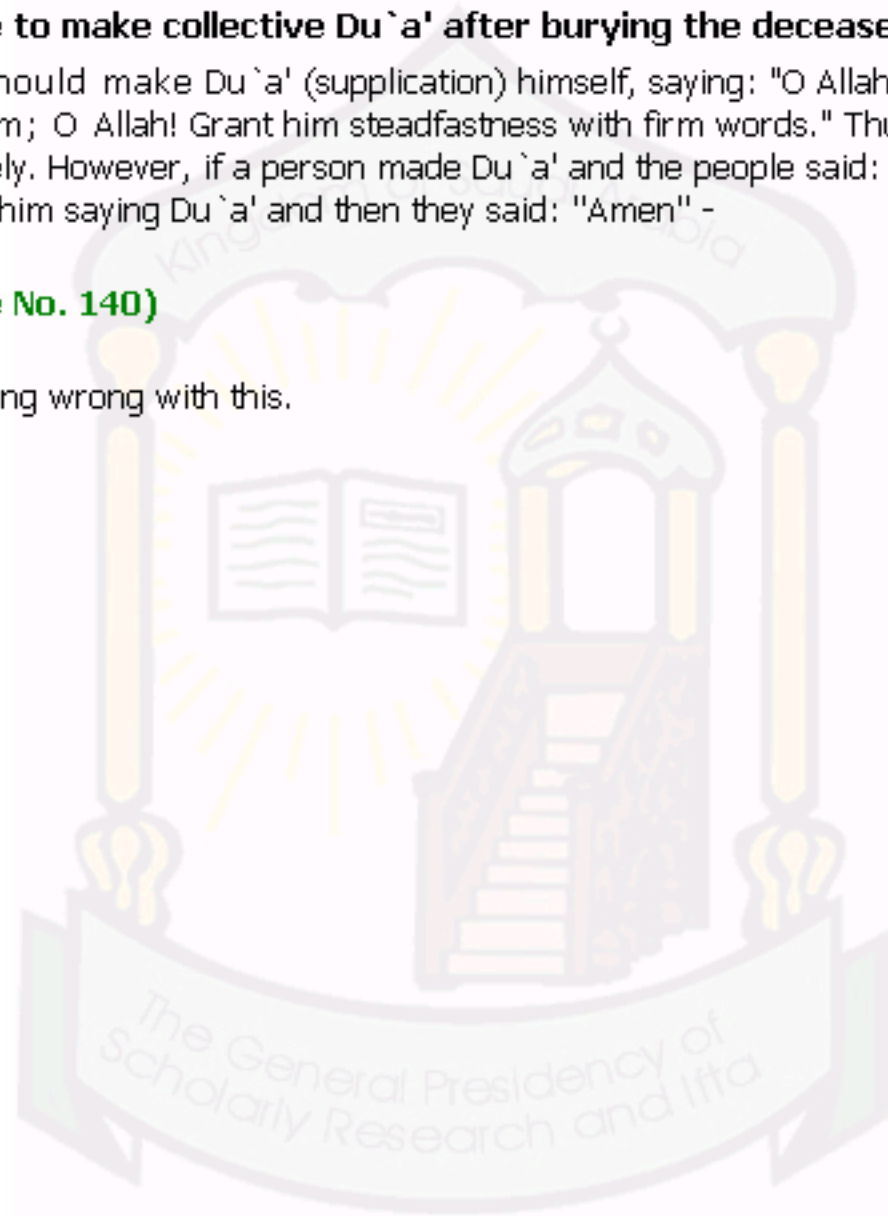 e to make collective Du`a' after burying the decease
hould make Du`a' (supplication) himself, saying: "O Allah
m; O Allah! Grant him steadfastness with firm words." Thu
ely. However, if a person made Du`a' and the people said:
him saying Du`a' and then they said: "Amen" -
e No. 140)
ng wrong with this.
Kingdom of Saudi Arabia
The General Presidency of
Scholarly Research and Ifta